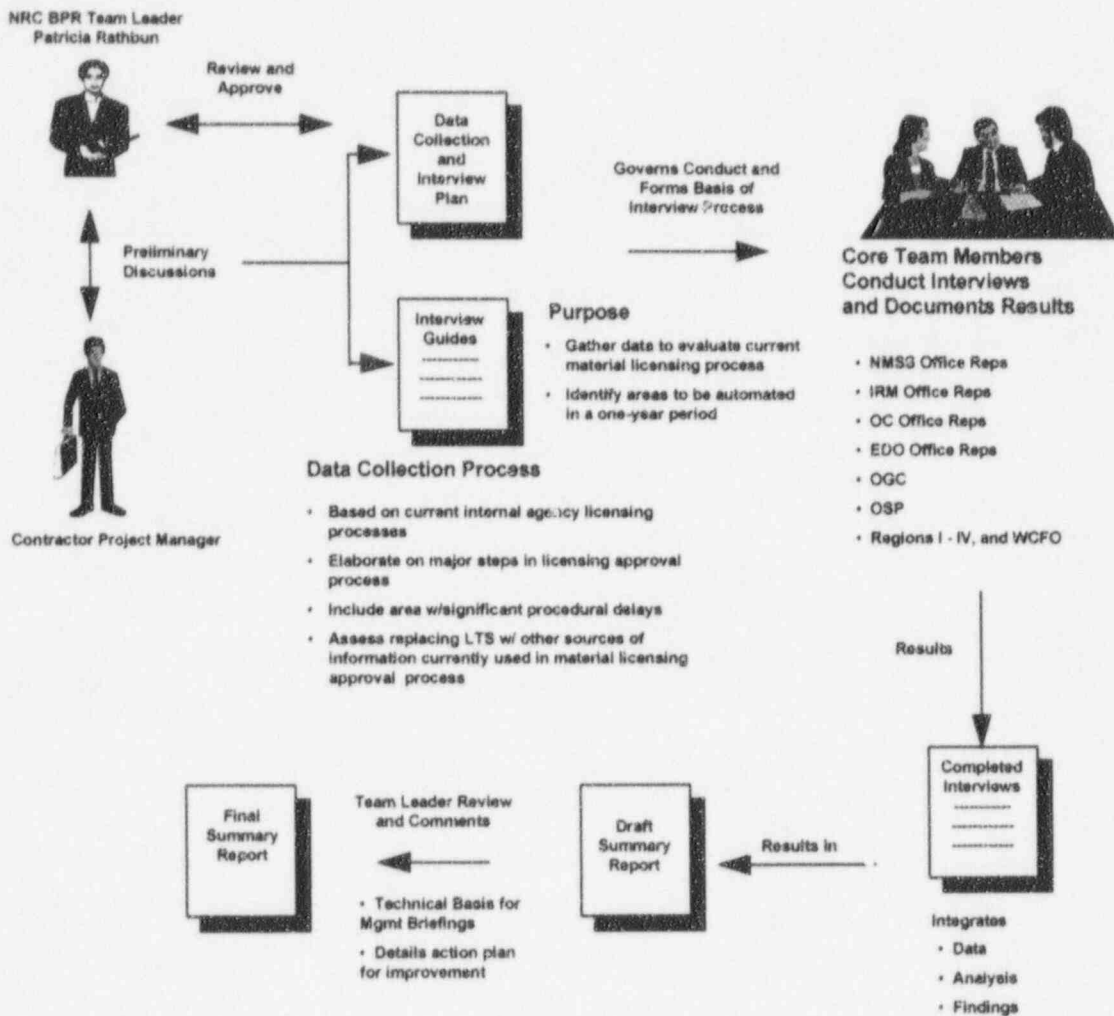 NRC BPR Team Leader
Patricia Rathbun
Review and
Approve
Data
Collection
and
Interview
Plan
Governs Conduct and
Forms Basis of
Interview Process
Preliminary
Discussions
Core Team Members
Conduct Interviews
and Documents Results
Interview
Guides
Purpose
• Gather data to evaluate current
material licensing process
• Identify areas to be automated
in a one-year period
• NMSS Office Reps
• IRM Office Reps
• OC Office Reps
• EDO Office Reps
• OGC
• OSP
• Regions I - IV, and WCFO
Contractor Project Manager
Data Collection Process
• Based on current internal agency licensing
processes
• Elaborate on major steps in licensing approval
process
• Include area w/significant procedural delays
• Assess replacing LTS w/ other sources of
information currently used in material licensing
approval process
Results
Completed
Interviews
Results in
Draft
Summary
Report
Team Leader Review
and Comments
• Technical Basis for
Mgmt Briefings
• Details action plan
for improvement
Final
Summary
Report
Integrates
• Data
• Analysis
• Findings